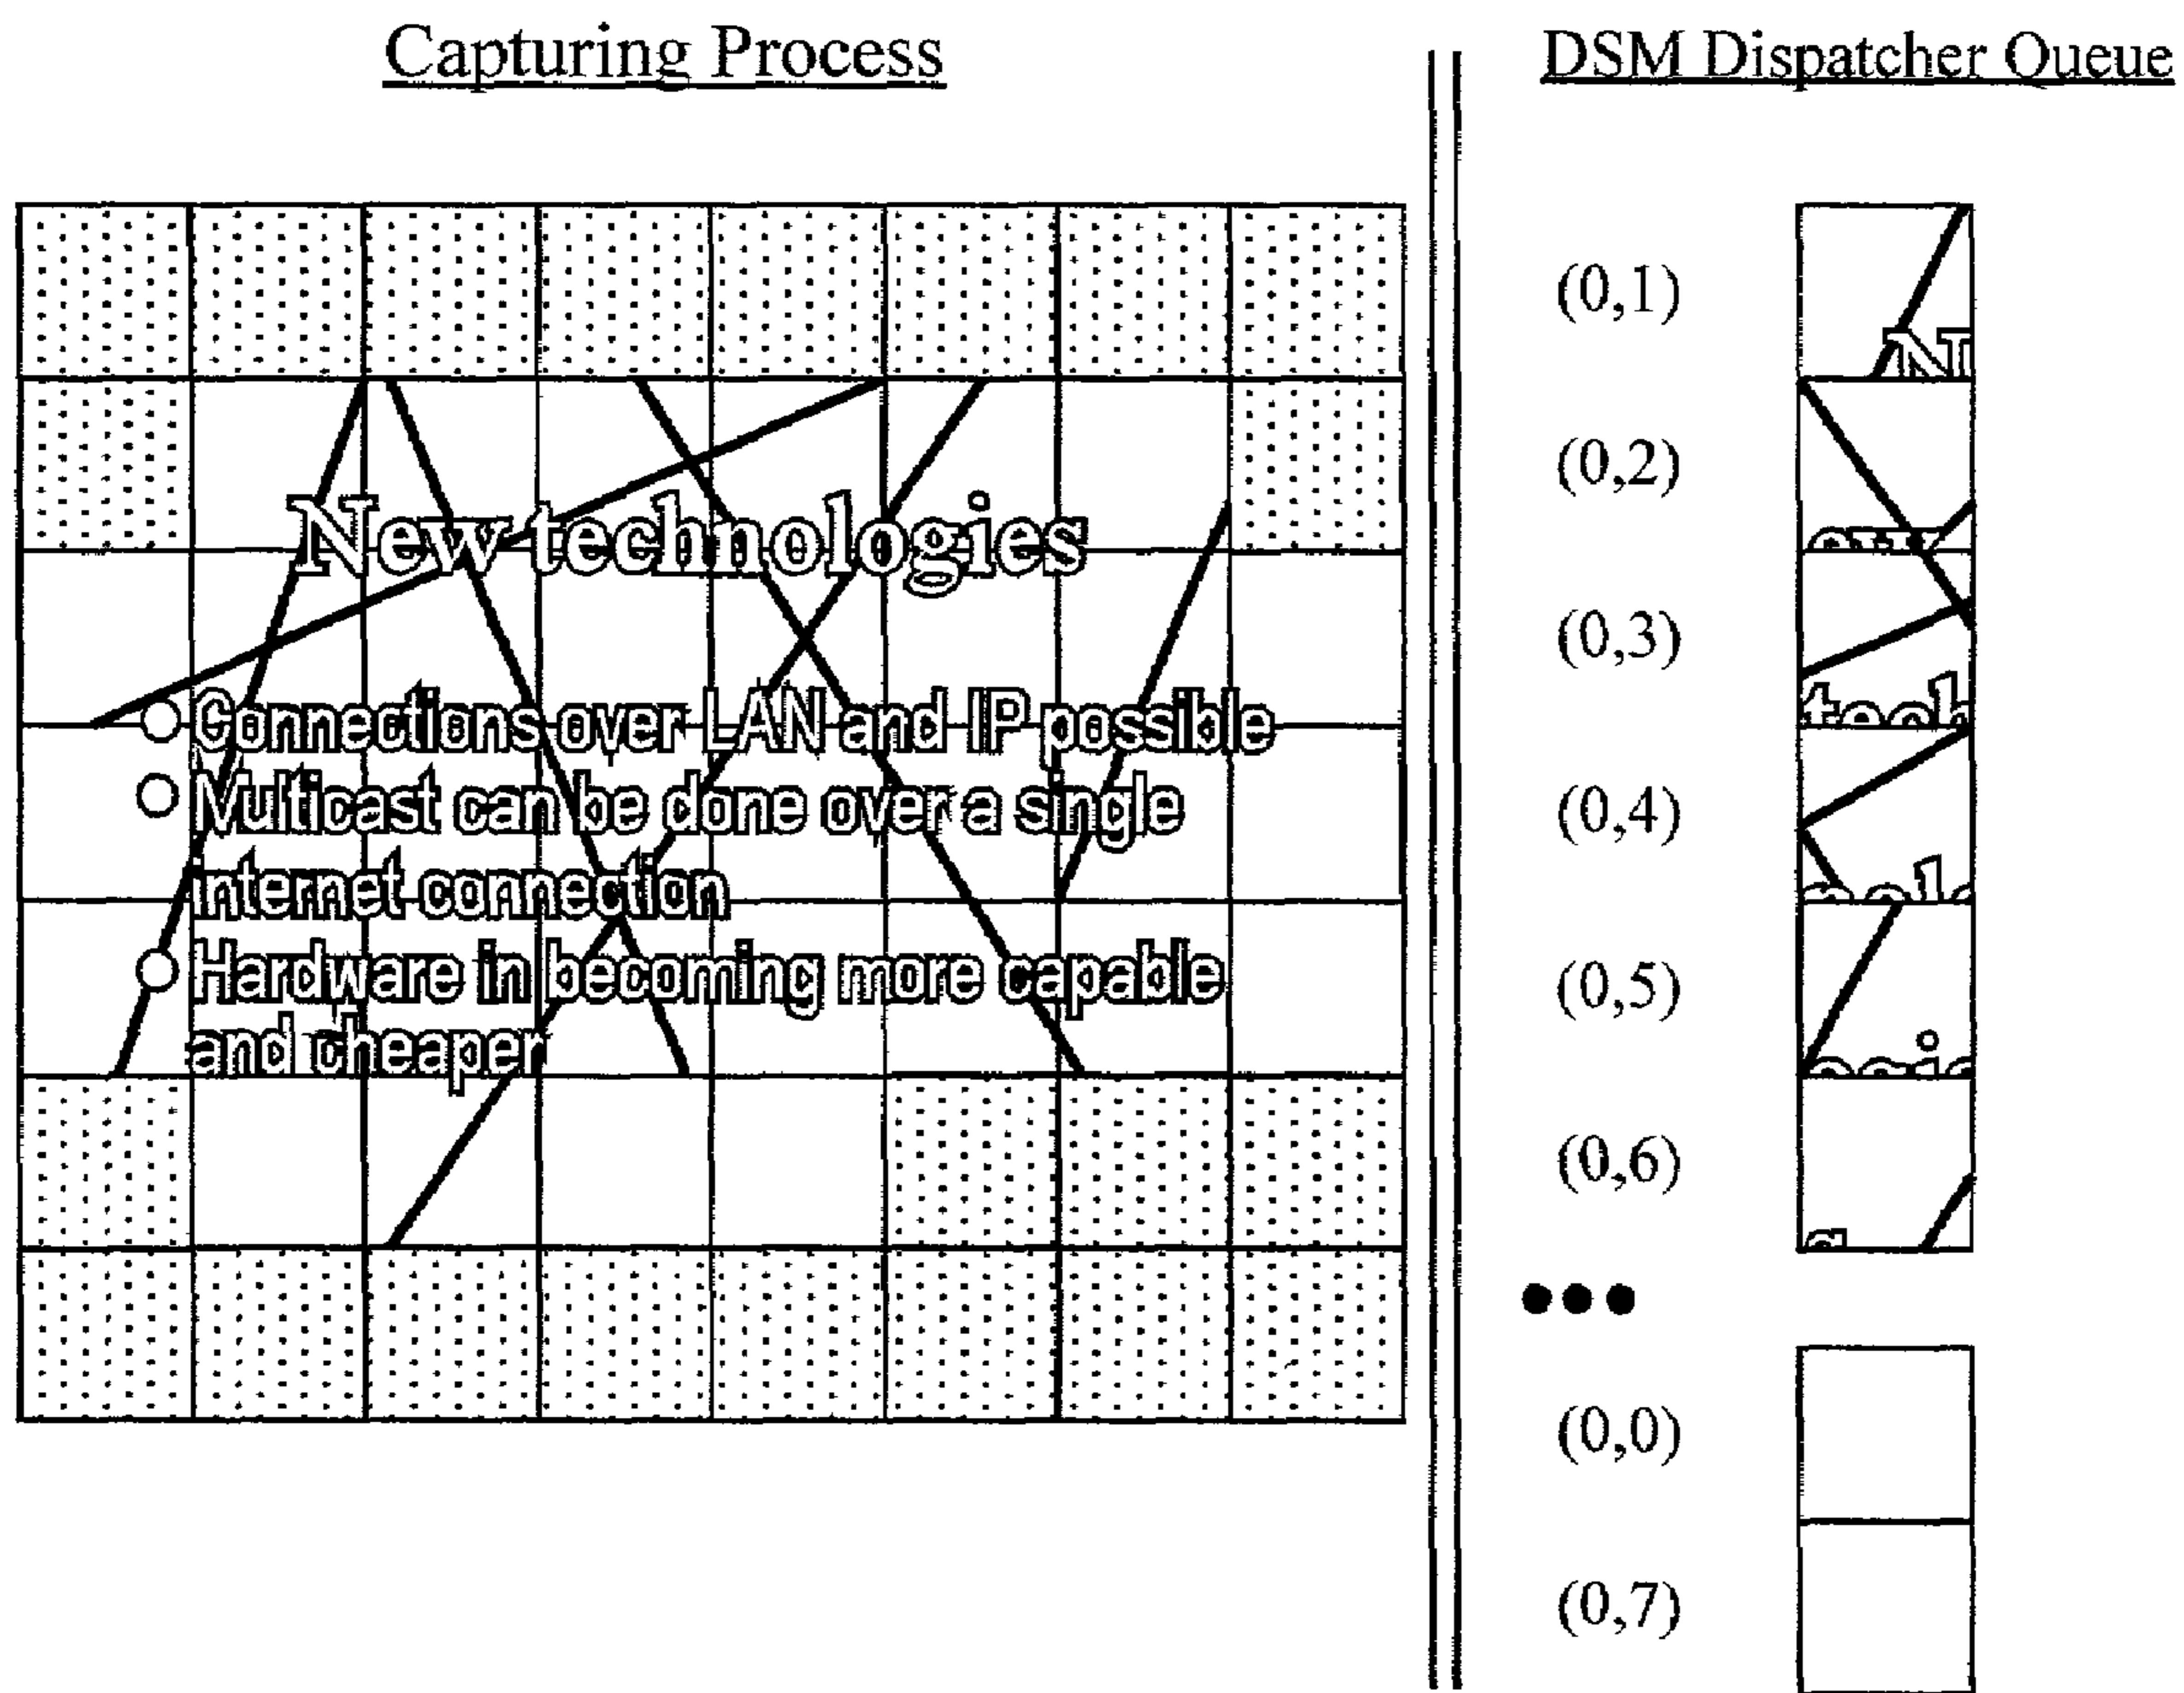 Capturing Process
New technologies
Connections over LAN and IP possible
Multicast can be done over a single
internet connection
Hardware in becoming more capable
and cheaper
DSM Dispatcher Queue
(0,1)
(0,2)
(0,3)
(0,4)
(0,5)
(0,6)
(0,0)
(0,7)